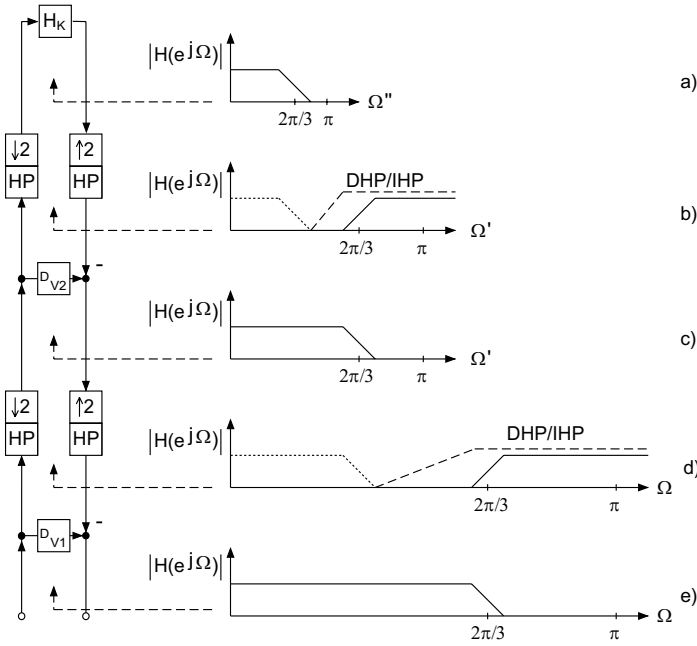 H_K
|H(e^jΩ)|
Ω"
2π/3 π
a)
↓2 ↑2
HP HP
|H(e^jΩ)|
DHP/IHP
Ω'
2π/3 π
b)
D_V2 -
|H(e^jΩ)|
Ω'
2π/3 π
c)
↓2 ↑2
HP HP
|H(e^jΩ)|
DHP/IHP
Ω
2π/3 π
d)
D_V1 -
|H(e^jΩ)|
Ω
2π/3 π
e)